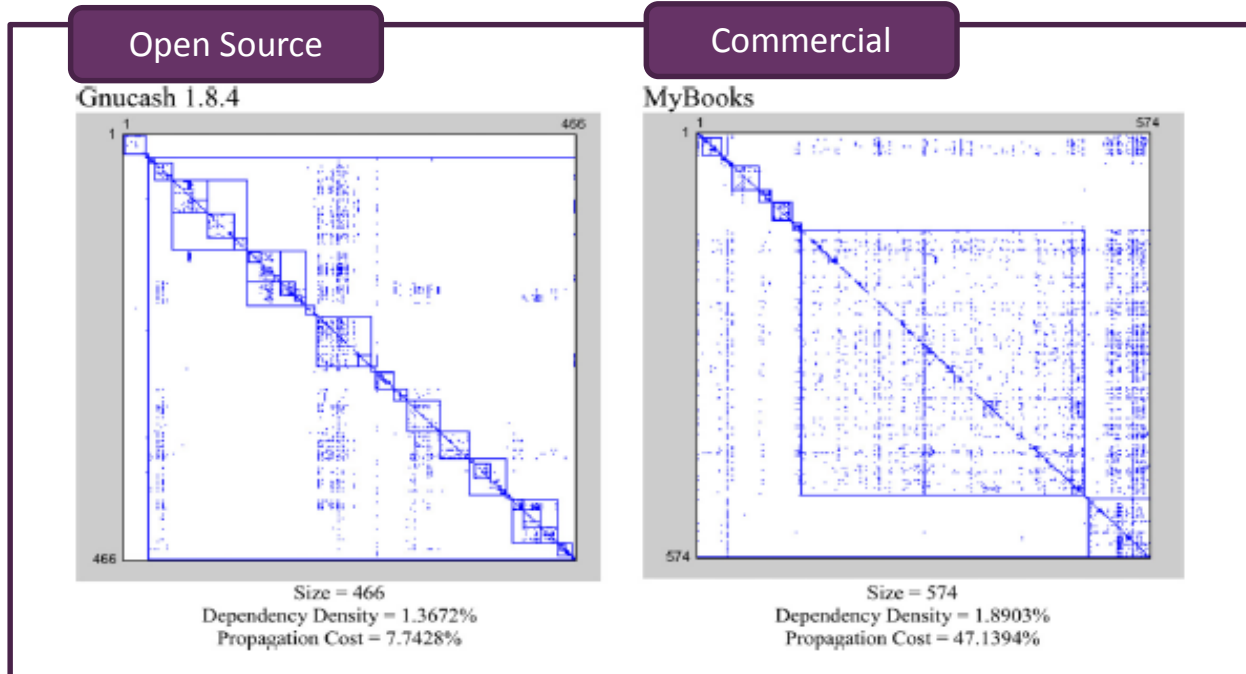 Open Source
Commercial
Gnucash 1.8.4
MyBooks
1
466
1
466
1
574
1
574
Size = 466
Dependency Density = 1.3672%
Propagation Cost = 7.7428%
Size = 574
Dependency Density = 1.8903%
Propagation Cost = 47.1394%